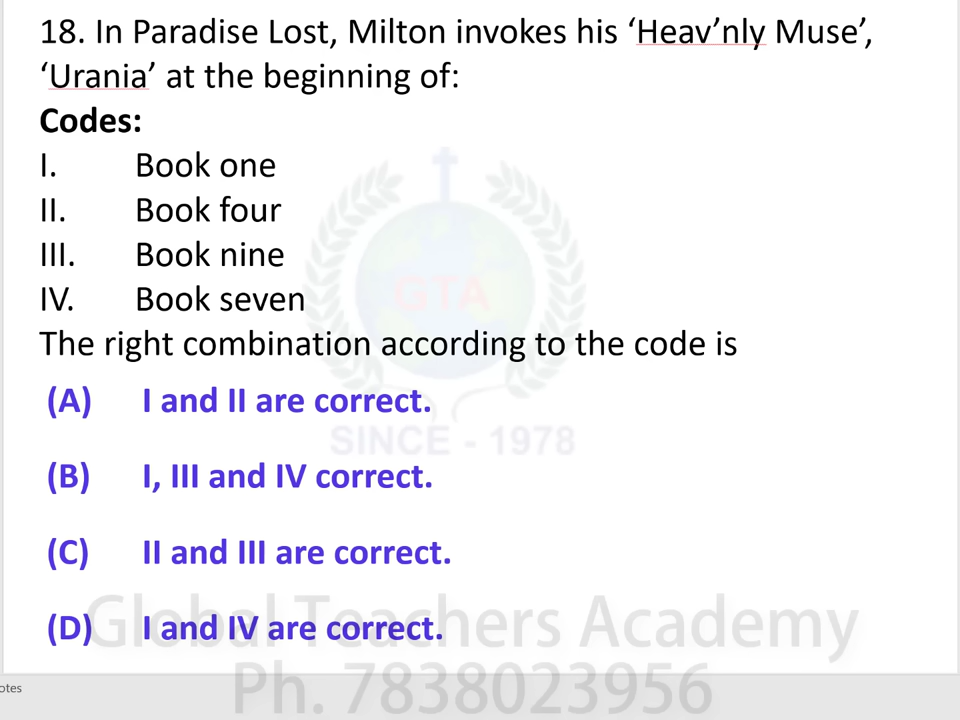 18. In Paradise Lost, Milton invokes his ‘Heav’nly Muse’,
‘Urania’ at the beginning of:
Codes:
I. Book one
II. Book four
III. Book nine
IV. Book seven
The right combination according to the code is
(A) I and II are correct.
(B) I, III and IV correct.
(C) II and III are correct.
(D) I and IV are correct.
GTA
SINCE - 1978
Global Teachers Academy
Ph. 7838023956
otes